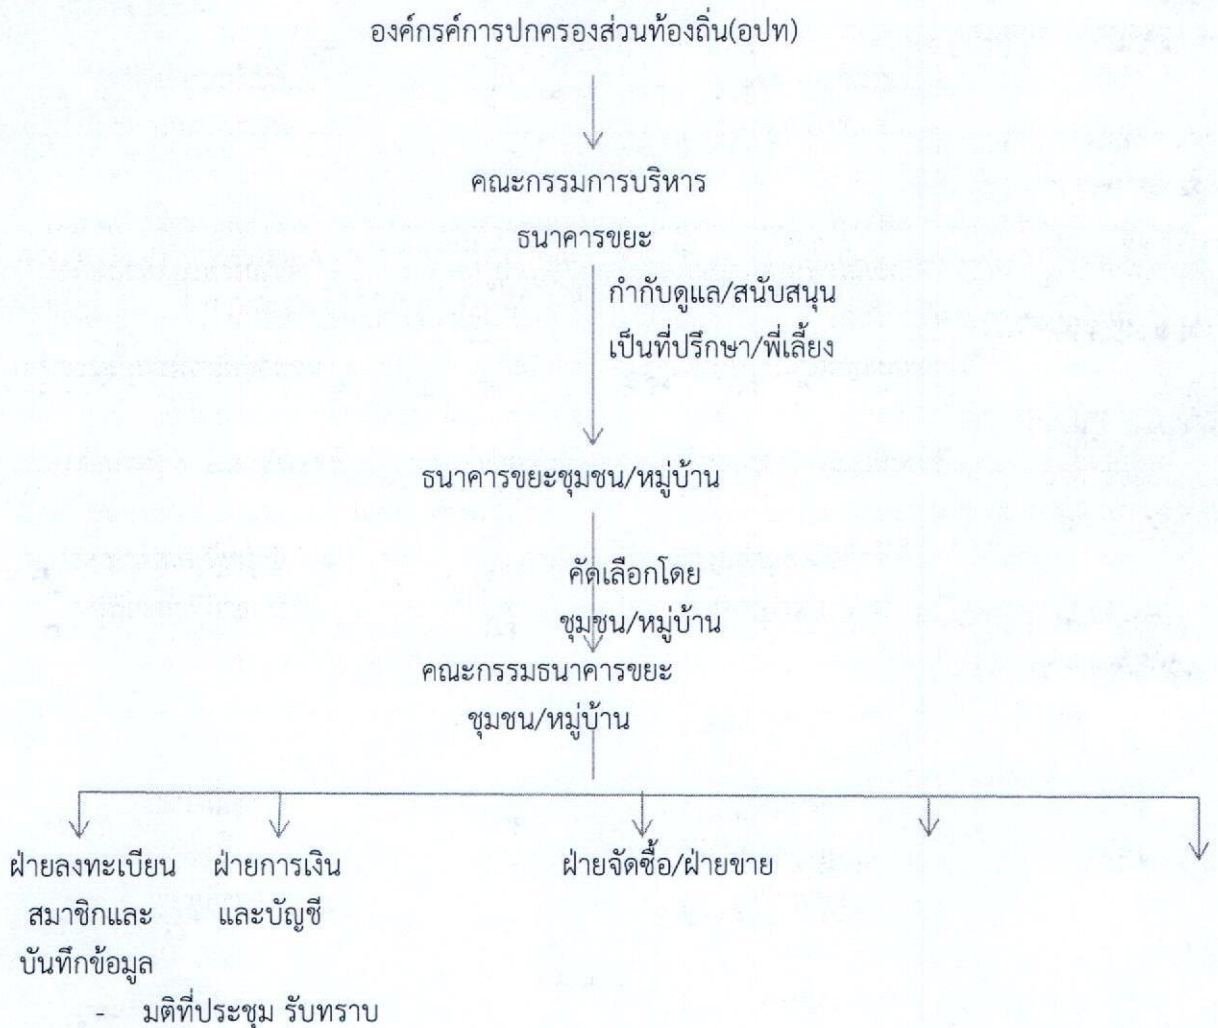 องค์กรค์การปกครองส่วนท้องถิ่น(อปท)
คณะกรรมการบริหาร
ธนาคารขยะ
กำกับดูแล/สนับสนุน
เป็นที่ปรึกษา/พี่เลี้ยง
ธนาคารขยะชุมชน/หมู่บ้าน
คัดเลือกโดย
ชุมชน/หมู่บ้าน
คณะกรรมธนาคารขยะ
ชุมชน/หมู่บ้าน
ฝ่ายลงทะเบียน ฝ่ายการเงิน ฝ่ายจัดซื้อ/ฝ่ายขาย
สมาชิกและ และบัญชี
บันทึกข้อมูล
- มติที่ประชุม รับทราบ